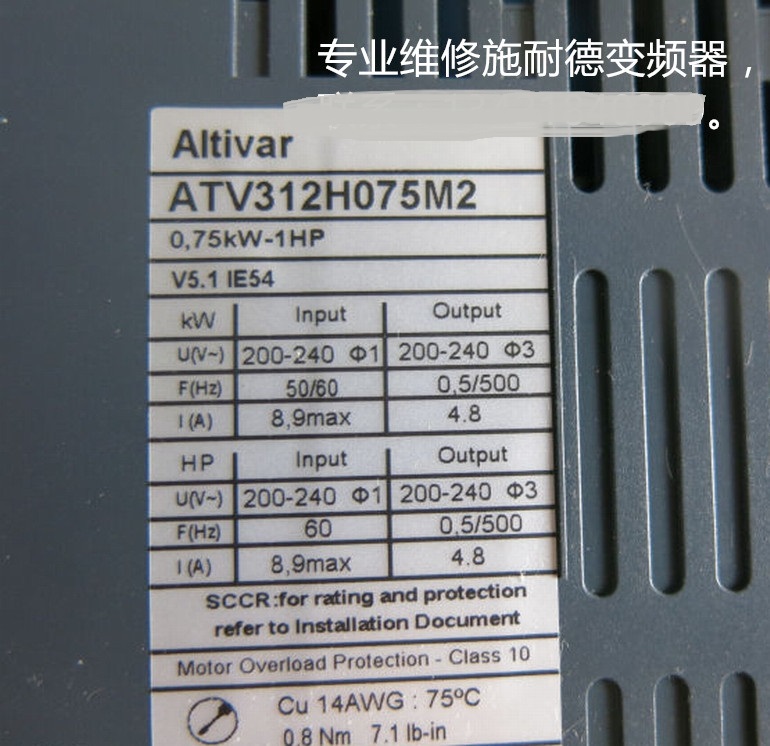 专业维修施耐德变频器，
。
Altivar
ATV312H075M2
0,75kW-1HP
V5.1 IE54
kW Input Output
U(V~) 200-240 Φ1 200-240 Φ3
F(Hz) 50/60 0,5/500
I (A) 8,9max 4.8
HP Input Output
U(V~) 200-240 Φ1 200-240 Φ3
F(Hz) 60 0,5/500
I (A) 8,9max 4.8
SCCR:for rating and protection
refer to Installation Document
Motor Overload Protection - Class 10
Cu 14AWG : 75ºC
0.8 Nm 7.1 lb-in